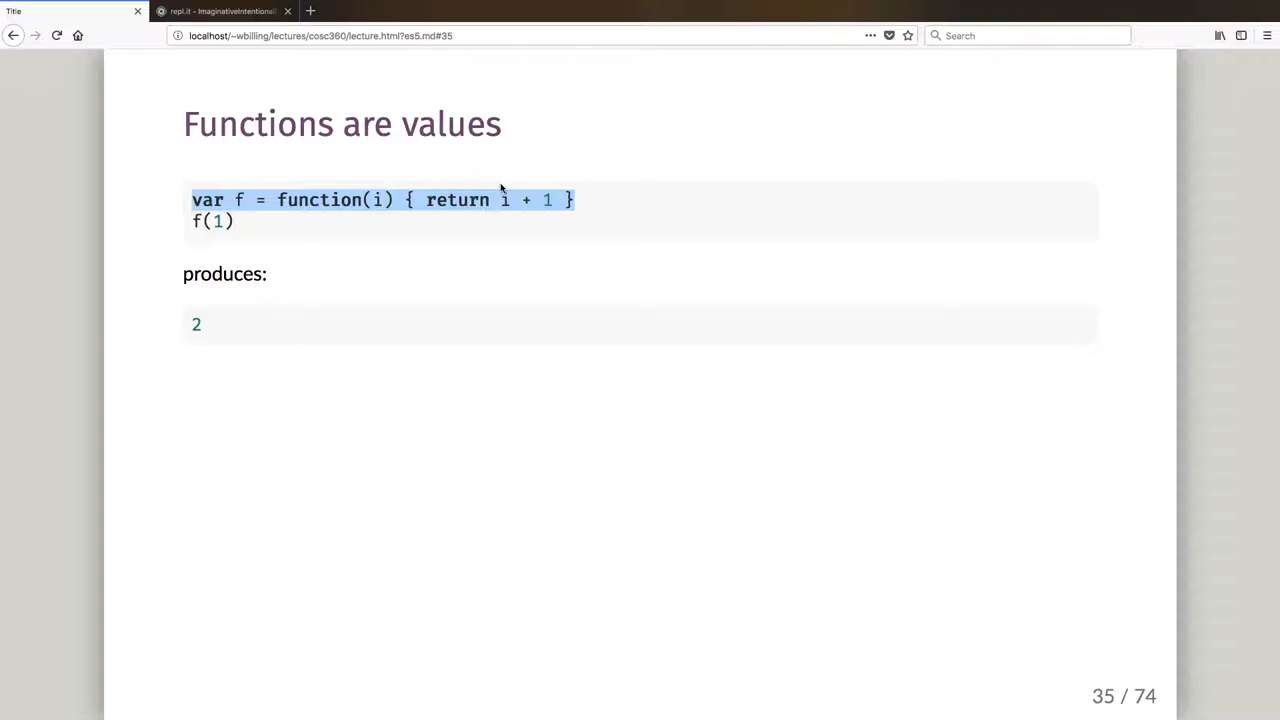 Title
repl.it - ImaginativeIntentional
localhost/~wbilling/lectures/cosc360/lecture.html?es5.md#35
Search
Functions are values
var f = function(i) { return i + 1 }
f(1)
produces:
2
35 / 74